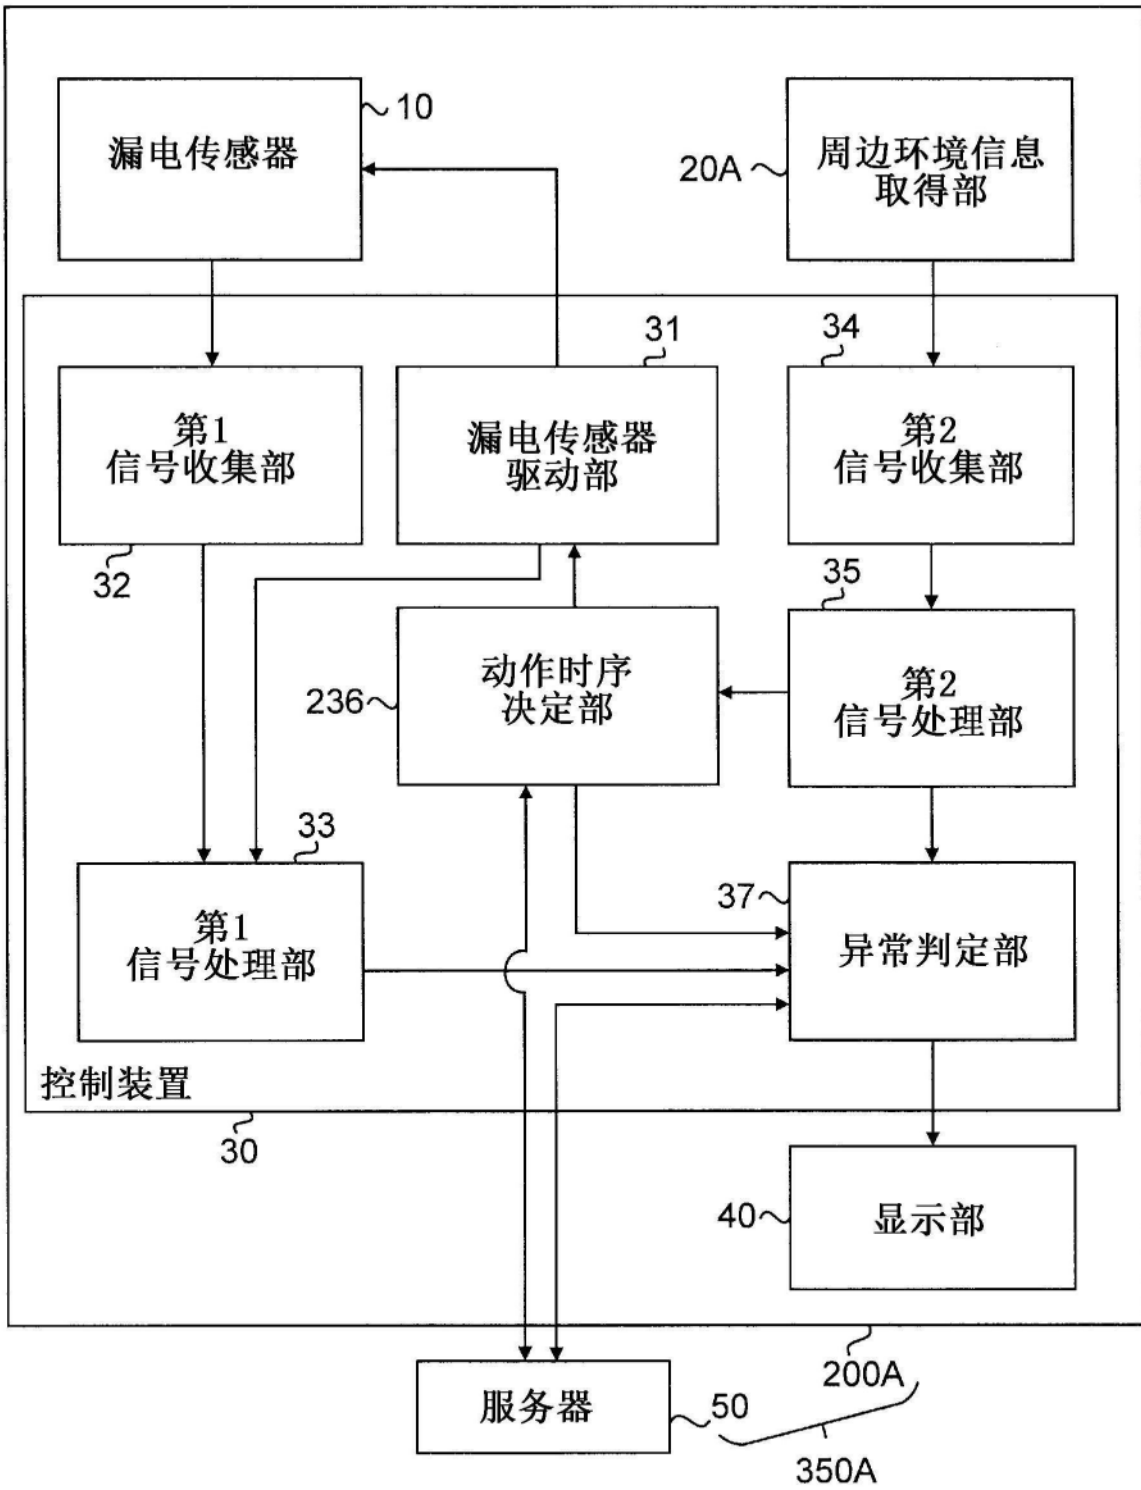 10
漏电传感器
20A
周边环境信息
取得部
31
34
第1
信号收集部
漏电传感器
驱动部
第2
信号收集部
32
35
动作时序
决定部
236
第2
信号处理部
33
37
第1
信号处理部
异常判定部
控制装置
30
40
显示部
200A
服务器
50
350A